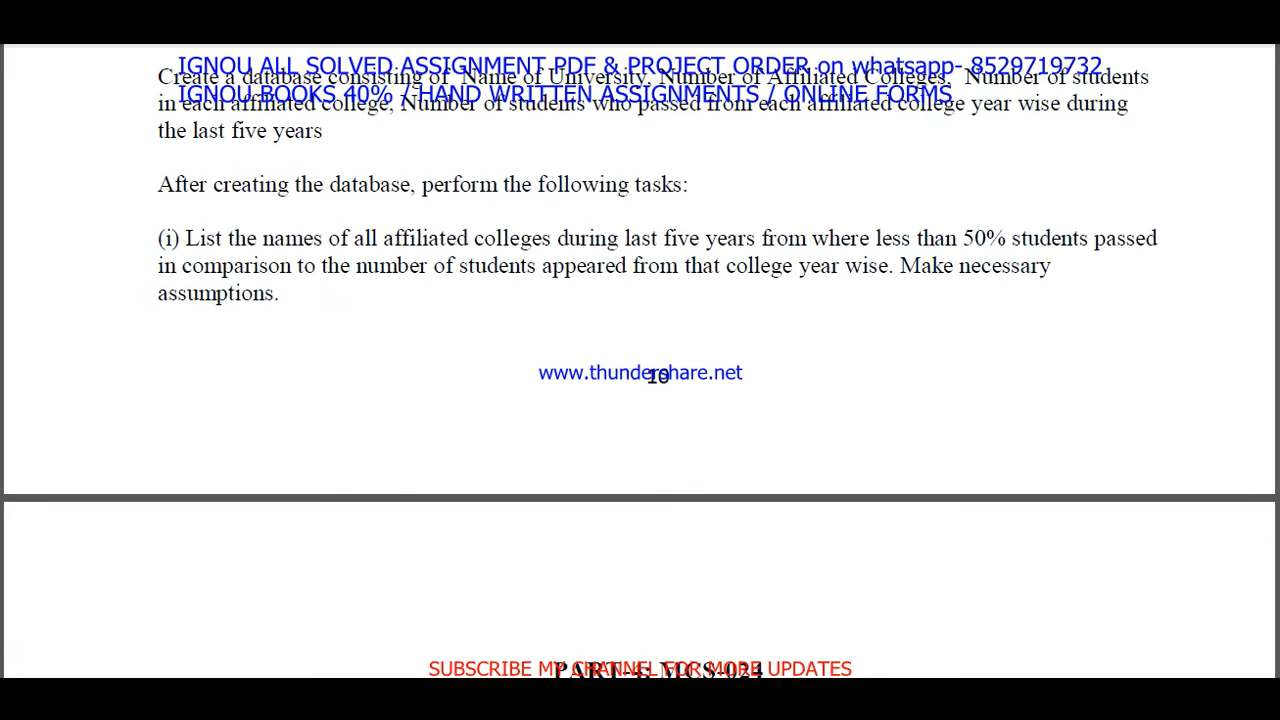 IGNOU ALL SOLVED ASSIGNMENT PDF & PROJECT ORDER on whatsapp- 8529719732
Create a database consisting of Name of University, Number of Affiliated Colleges, Number of students
IGNOU BOOKS 40% / HAND WRITTEN ASSIGNMENTS / ONLINE FORMS
in each affiliated college, Number of students who passed from each affiliated college year wise during
the last five years
After creating the database, perform the following tasks:
(i) List the names of all affiliated colleges during last five years from where less than 50% students passed
in comparison to the number of students appeared from that college year wise. Make necessary
assumptions.
www.thundershare.net
10
SUBSCRIBE MY CHANNEL FOR MORE UPDATES
PART-4: MCS-024